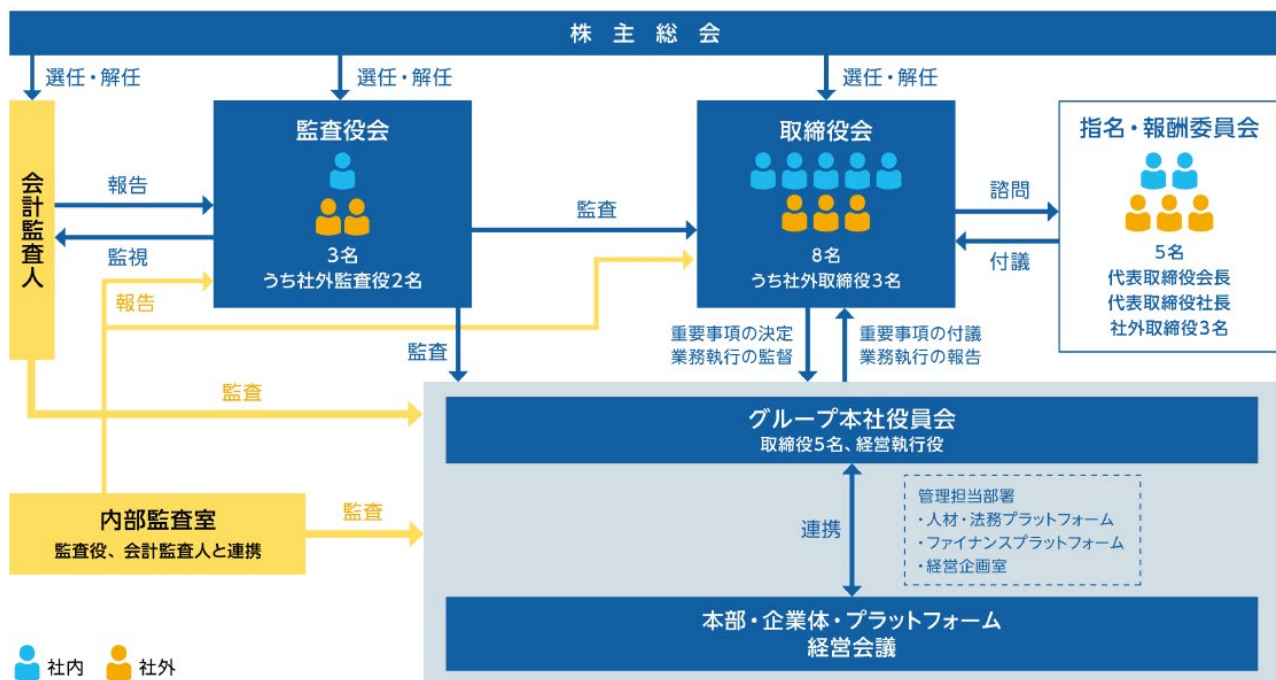 株主総会
選任・解任
選任・解任
選任・解任
会計監査人
報告
監視
監査役会
3名
うち社外監査役2名
監査
取締役会
8名
うち社外取締役3名
諮問
付議
指名・報酬委員会
5名
代表取締役会長
代表取締役社長
社外取締役3名
報告
監査
重要事項の決定
業務執行の監督
重要事項の付議
業務執行の報告
監査
グループ本社役員会
取締役5名、経営執行役
内部監査室
監査役、会計監査人と連携
監査
連携
管理担当部署
・人材・法務プラットフォーム
・ファイナンスプラットフォーム
・経営企画室
本部・企業体・プラットフォーム
経営会議
社内
社外